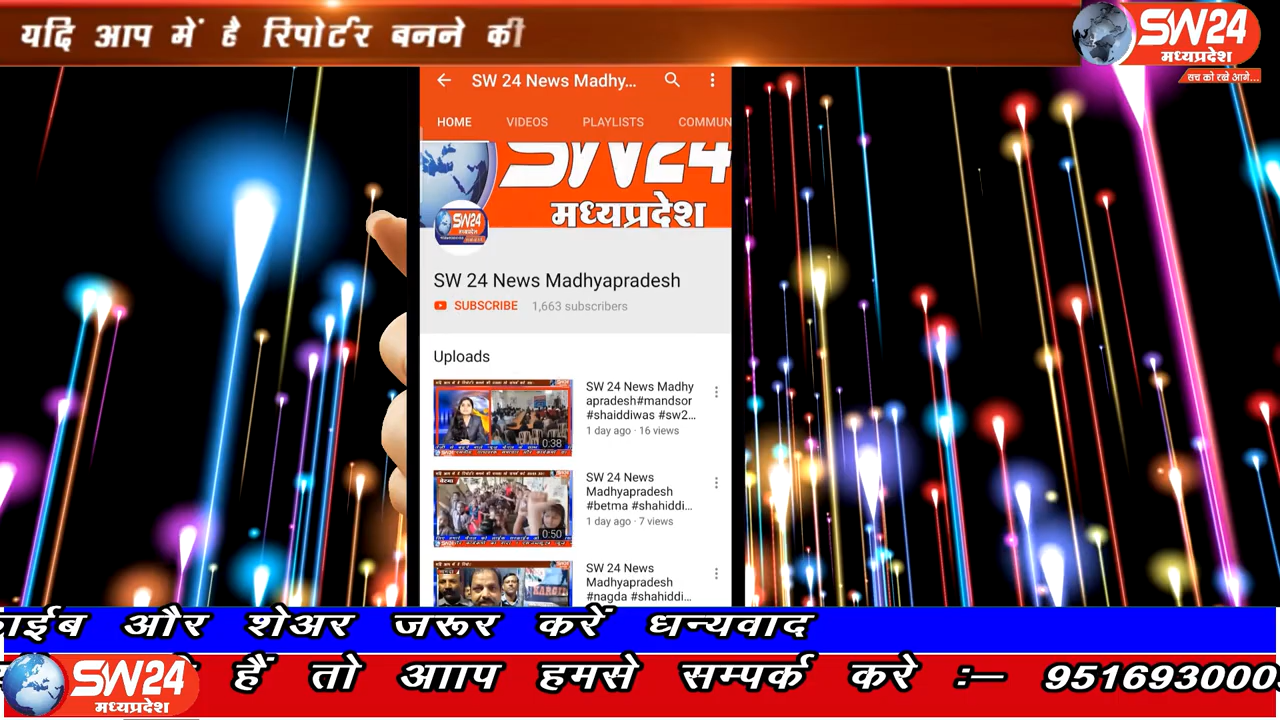 यदि आप में है रिपोर्टर बनने की
SW24
मध्यप्रदेश
सच को रखे आगे...
SW 24 News Madhy...
HOME VIDEOS PLAYLISTS COMMUN
SW24
मध्यप्रदेश
SW24
SW 24 News Madhyapradesh
SUBSCRIBE 1,663 subscribers
Uploads
SW 24 News Madhy
apradesh#mandsor
#shaiddiwas #sw2...
1 day ago · 16 views
0:38
SW 24 News
Madhyapradesh
#betma #shahiddi...
1 day ago · 7 views
0:50
SW 24 News
Madhyapradesh
#nagda #shahiddi...
और शेअर जरूर करें धन्यवाद
हैं तो आाप हमसे सम्पर्क करे :— 951693000
SW24
मध्यप्रदेश